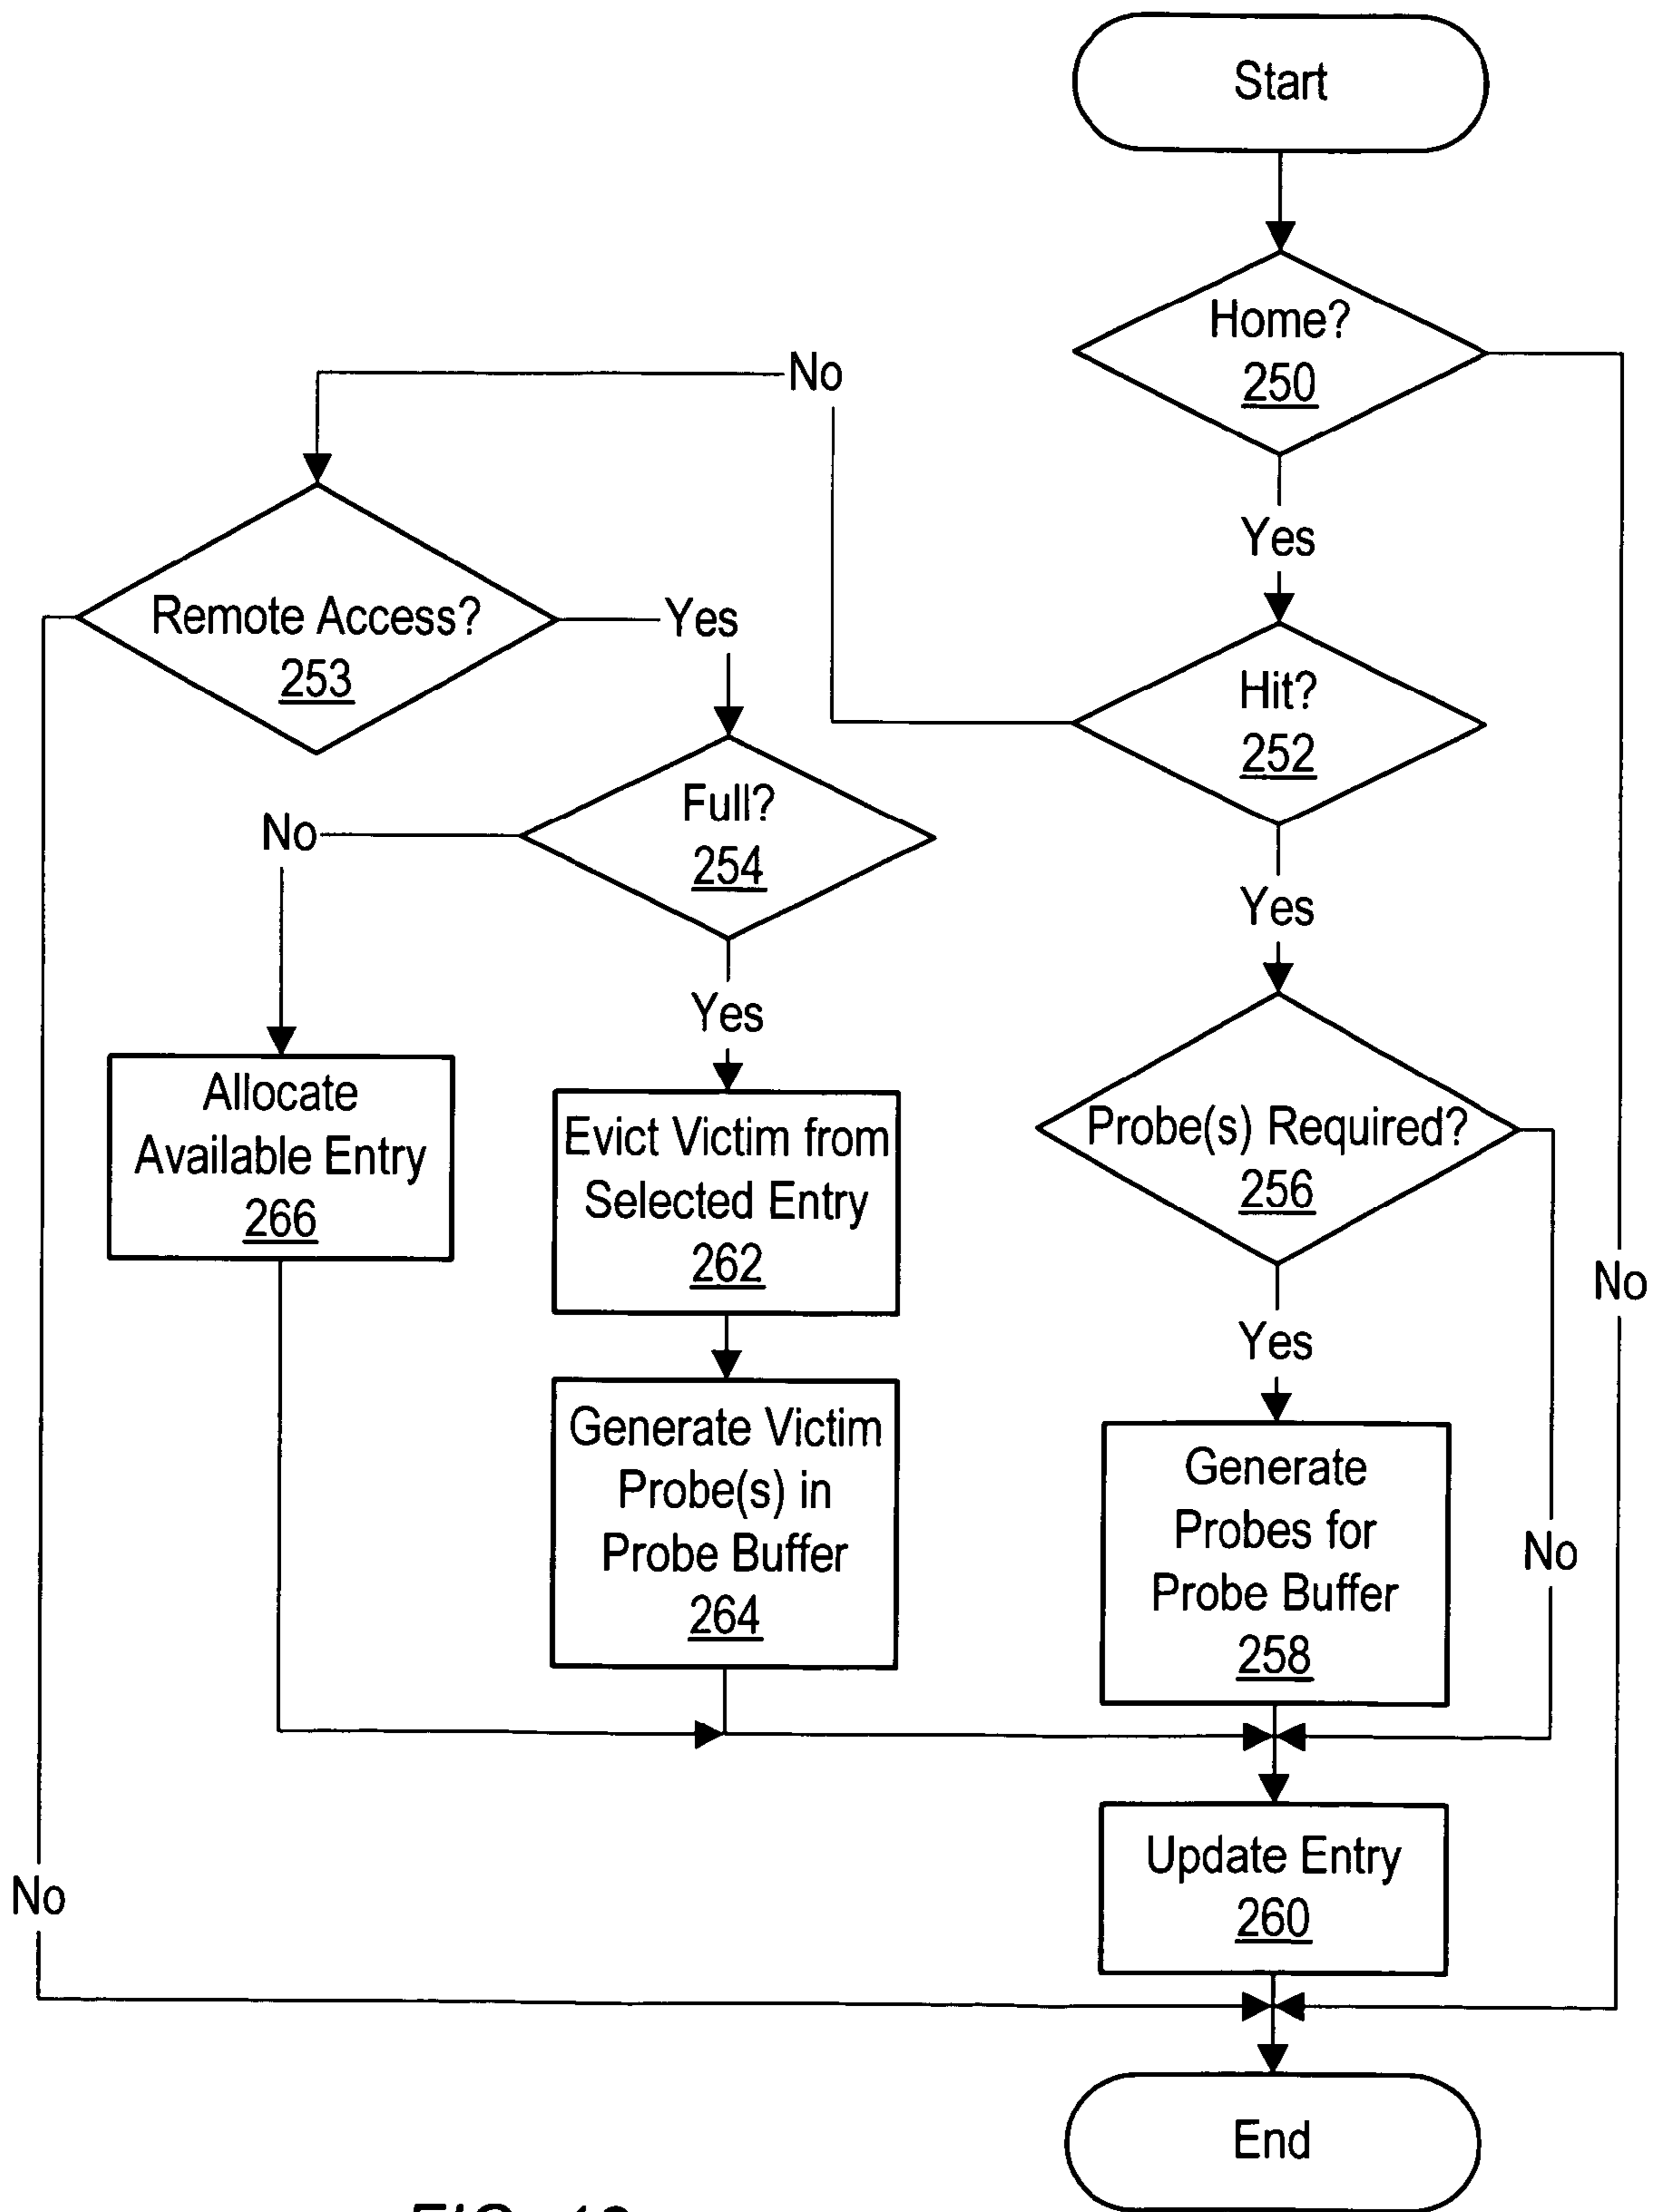 Start
Home?
250
No
Yes
Remote Access?
253
Yes
Hit?
252
Full?
254
No
Yes
Yes
Allocate
Available Entry
266
Evict Victim from
Selected Entry
262
Probe(s) Required?
256
No
Yes
Generate Victim
Probe(s) in
Probe Buffer
264
Generate
Probes for
Probe Buffer
258
No
Update Entry
260
No
End